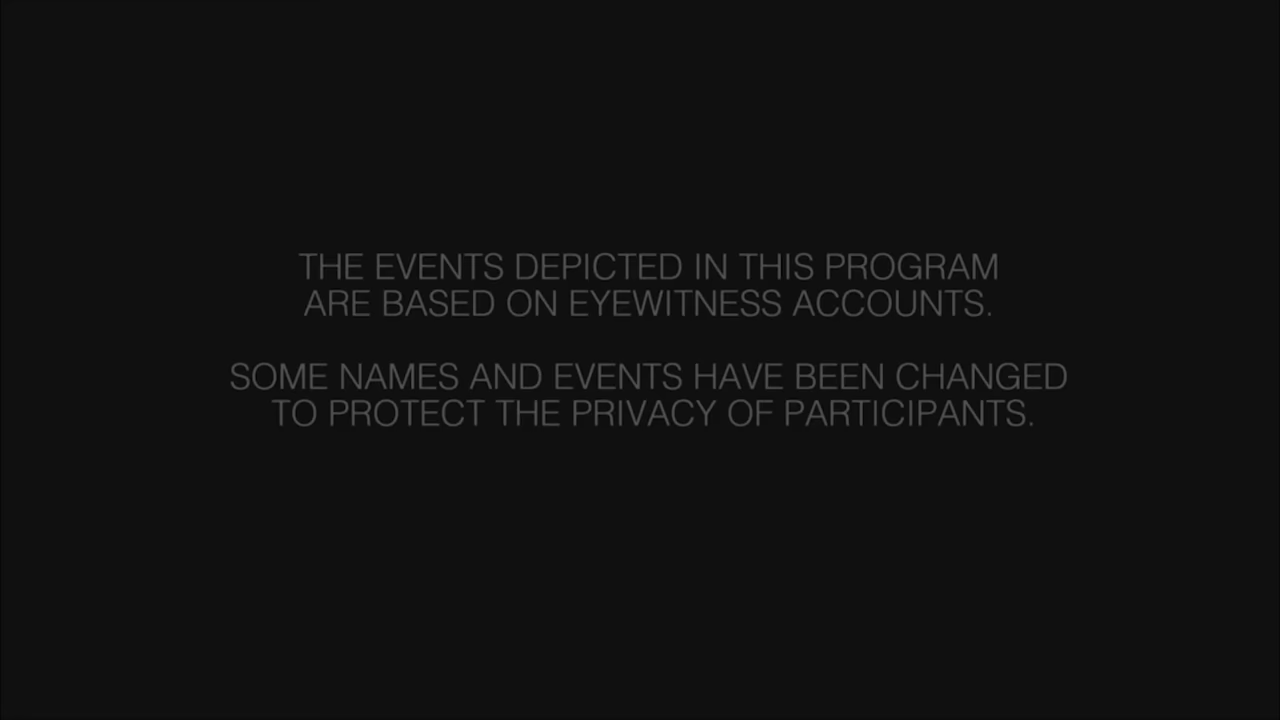 THE EVENTS DEPICTED IN THIS PROGRAM
ARE BASED ON EYEWITNESS ACCOUNTS.
SOME NAMES AND EVENTS HAVE BEEN CHANGED
TO PROTECT THE PRIVACY OF PARTICIPANTS.